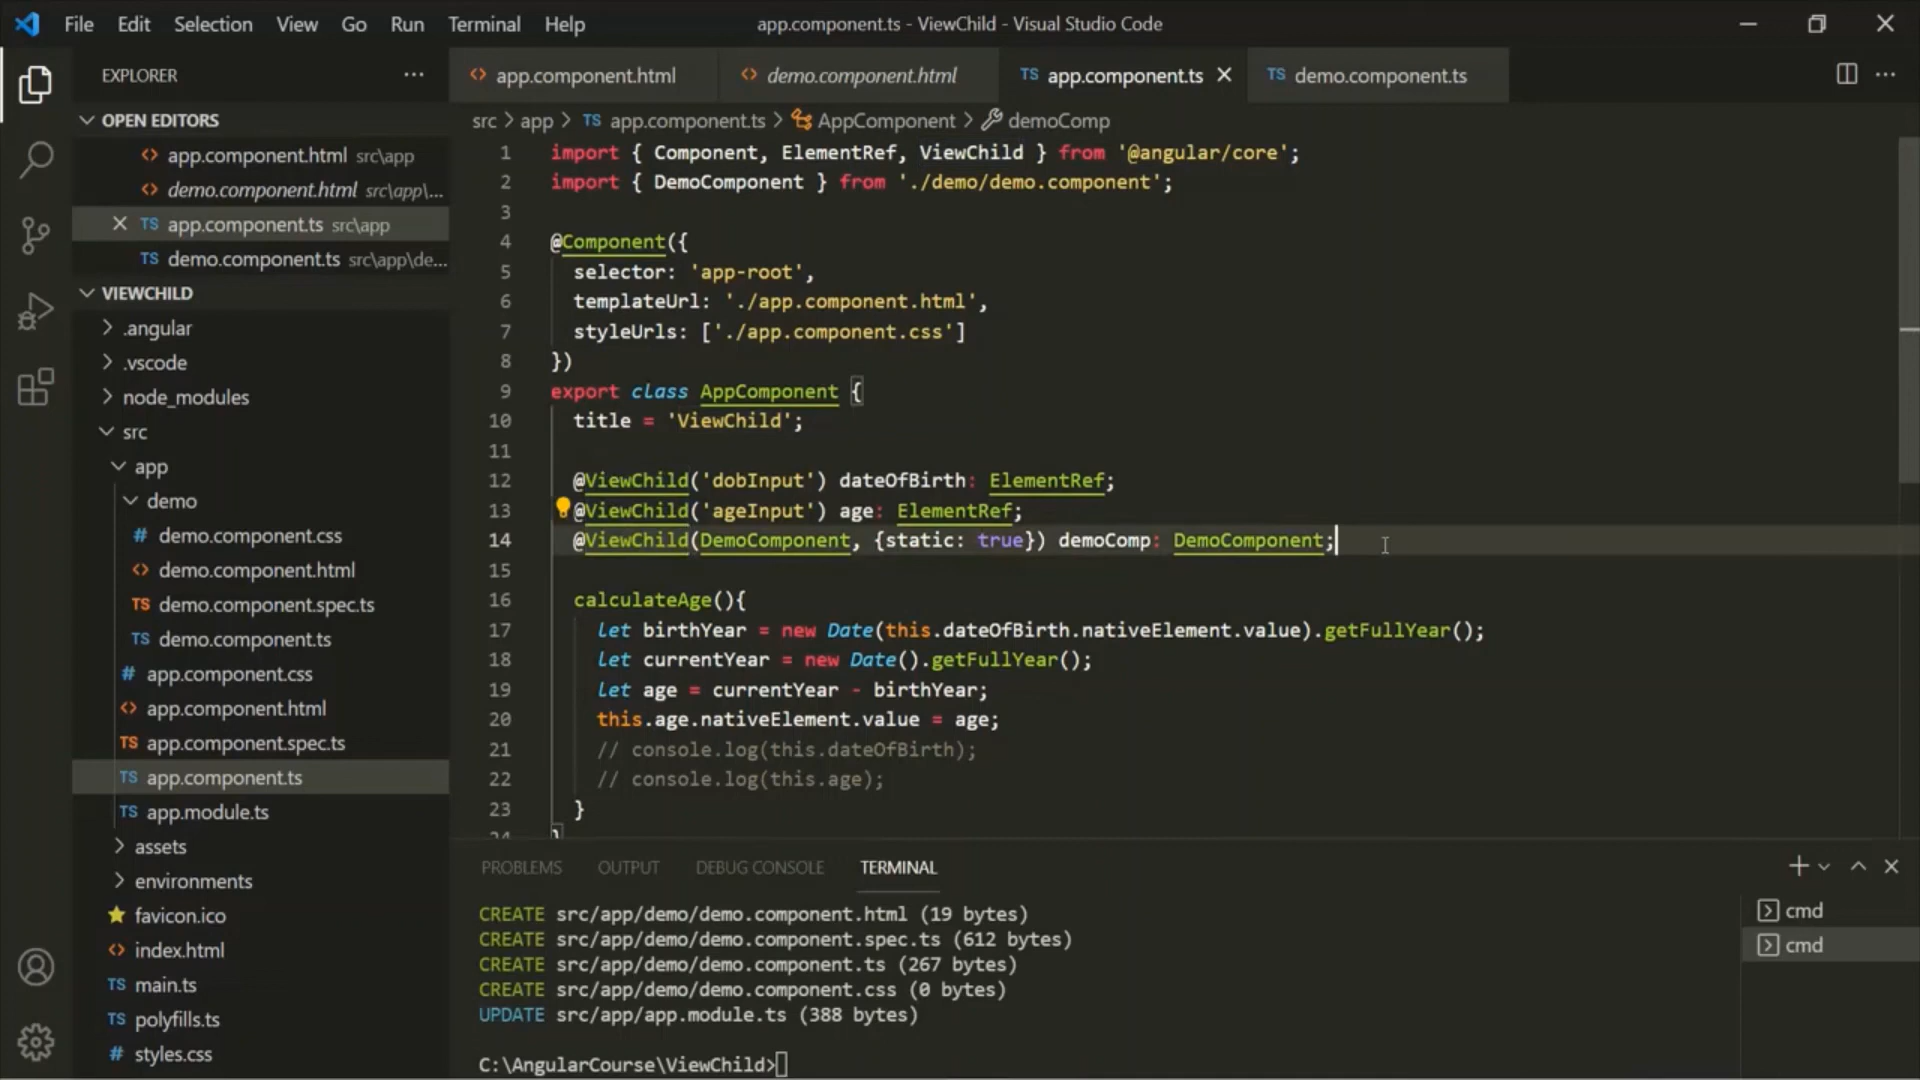 File Edit Selection View Go Run Terminal Help app.component.ts - ViewChild - Visual Studio Code
EXPLORER
OPEN EDITORS
app.component.html src\app
demo.component.html src\app\...
app.component.ts src\app
demo.component.ts src\app\de...
VIEWCHILD
.angular
.vscode
node_modules
src
app
demo
demo.component.css
demo.component.html
TS demo.component.spec.ts
TS demo.component.ts
app.component.css
app.component.html
TS app.component.spec.ts
TS app.component.ts
TS app.module.ts
assets
environments
favicon.ico
index.html
TS main.ts
TS polyfills.ts
# styles.css
app.component.html demo.component.html TS app.component.ts TS demo.component.ts
src > app > TS app.component.ts > AppComponent > demoComp
1 import { Component, ElementRef, ViewChild } from '@angular/core';
2 import { DemoComponent } from './demo/demo.component';
3
4 @Component({
5 selector: 'app-root',
6 templateUrl: './app.component.html',
7 styleUrls: ['./app.component.css']
8 })
9 export class AppComponent {
10 title = 'ViewChild';
11
12 @ViewChild('dobInput') dateOfBirth: ElementRef;
13 @ViewChild('ageInput') age: ElementRef;
14 @ViewChild(DemoComponent, {static: true}) demoComp: DemoComponent;
15
16 calculateAge(){
17 let birthYear = new Date(this.dateOfBirth.nativeElement.value).getFullYear();
18 let currentYear = new Date().getFullYear();
19 let age = currentYear - birthYear;
20 this.age.nativeElement.value = age;
21 // console.log(this.dateOfBirth);
22 // console.log(this.age);
23 }
24 }
PROBLEMS OUTPUT DEBUG CONSOLE TERMINAL
CREATE src/app/demo/demo.component.html (19 bytes)
CREATE src/app/demo/demo.component.spec.ts (612 bytes)
CREATE src/app/demo/demo.component.ts (267 bytes)
CREATE src/app/demo/demo.component.css (0 bytes)
UPDATE src/app/app.module.ts (388 bytes)
C:\AngularCourse\ViewChild>
cmd
cmd